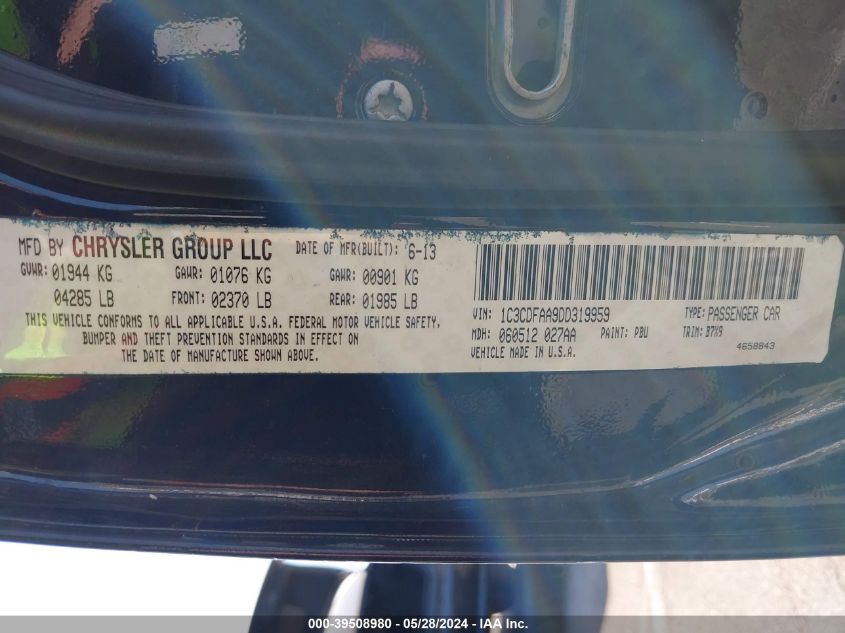 MFD BY CHRYSLER GROUP LLC DATE OF MFR(BUILT): 6-13
GVWR: 01944 KG GAWR: 01076 KG GAWR: 00901 KG
04285 LB FRONT: 02370 LB REAR: 01985 LB
THIS VEHICLE CONFORMS TO ALL APPLICABLE U.S.A. FEDERAL MOTOR VEHICLE SAFETY,
BUMPER AND THEFT PREVENTION STANDARDS IN EFFECT ON
THE DATE OF MANUFACTURE SHOWN ABOVE.
VIN: 1C3CDFAA9DD319959 TYPE: PASSENGER CAR
MDH: 060512 027AA PAINT: PBU TRIM: B7X9
VEHICLE MADE IN U.S.A. 4658843
000-39508980 - 05/28/2024 - IAA Inc.